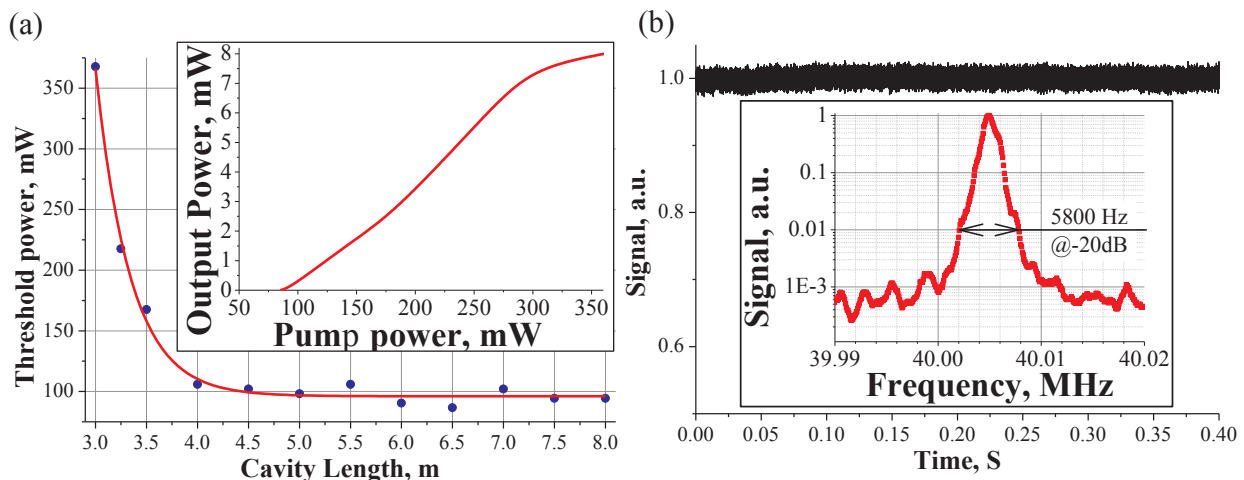 (a)
Threshold power, mW
350
300
250
200
150
100
3.0 3.5 4.0 4.5 5.0 5.5 6.0 6.5 7.0 7.5 8.0
Cavity Length, m
Output Power, mW
8
7
6
5
4
3
2
1
0
50 100 150 200 250 300 350
Pump power, mW
(b)
Signal, a.u.
1.0
0.8
0.6
0.00 0.05 0.10 0.15 0.20 0.25 0.30 0.35 0.40
Time, S
Signal, a.u.
1
0.1
0.01
1E-3
5800 Hz
@-20dB
39.99 40.00 40.01 40.02
Frequency, MHz